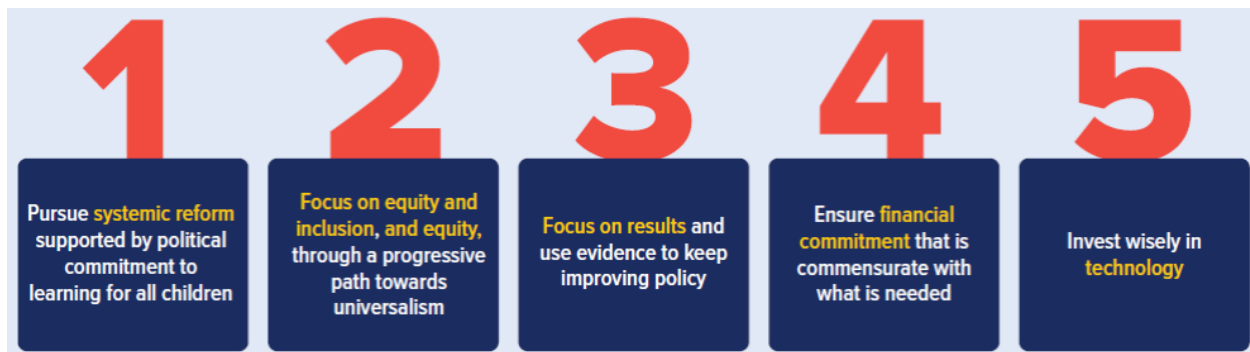 1
Pursue systemic reform
supported by political
commitment to
learning for all children
2
Focus on equity and
inclusion, and equity,
through a progressive
path towards
universalism
3
Focus on results and
use evidence to keep
improving policy
4
Ensure financial
commitment that is
commensurate with
what is needed
5
Invest wisely in
technology